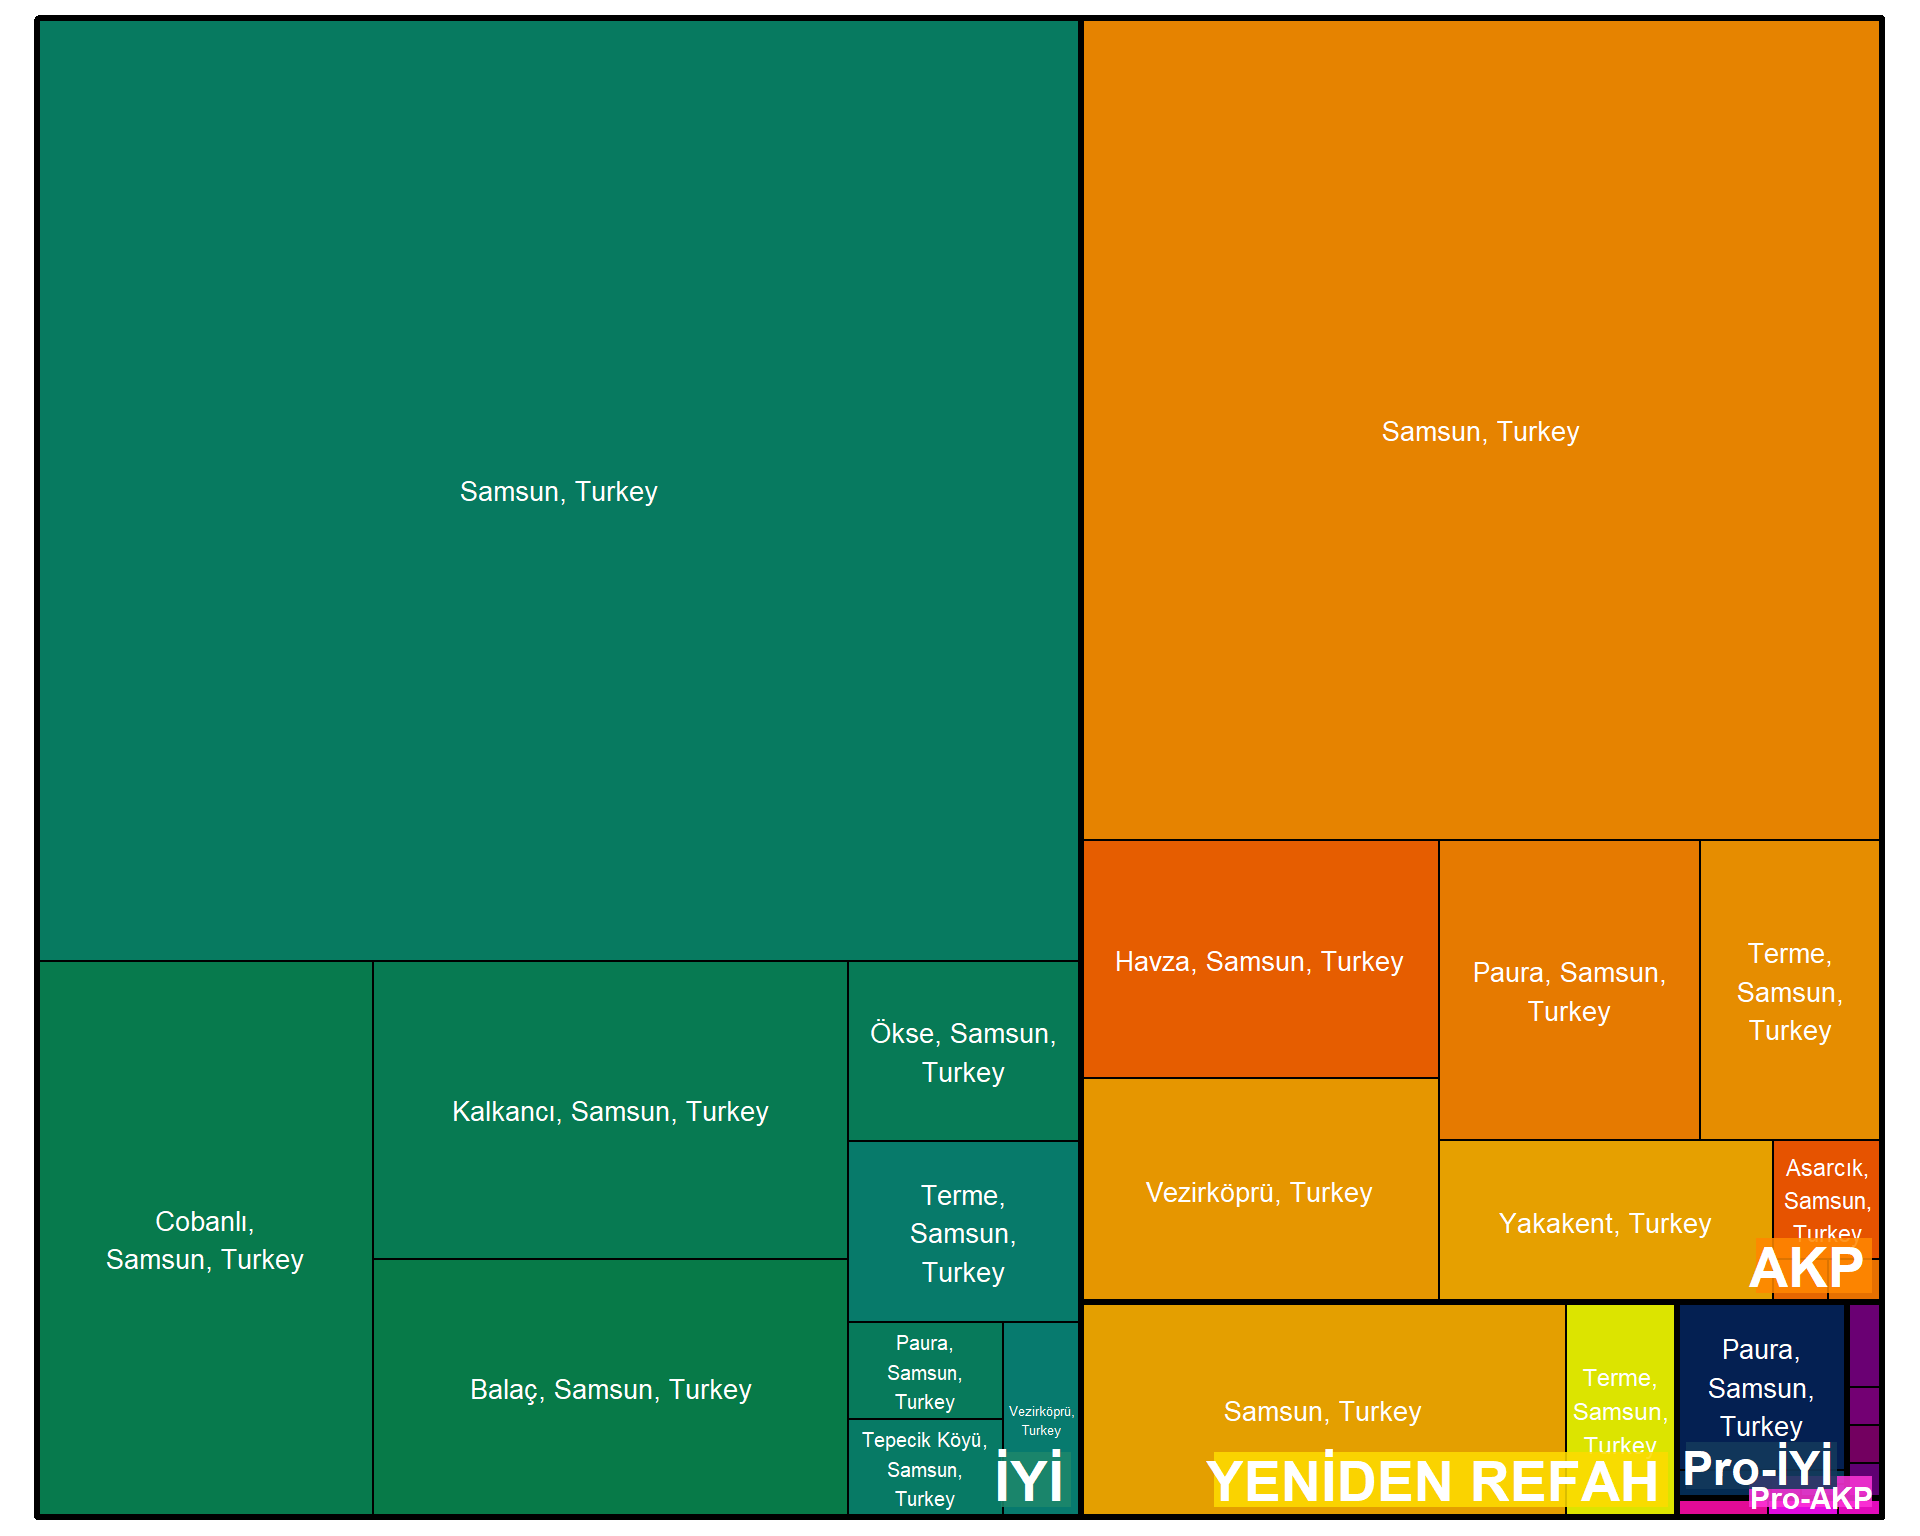 Samsun, Turkey
Cobanlı,
Samsun, Turkey
Kalkancı, Samsun, Turkey
Balaç, Samsun, Turkey
Ökse, Samsun,
Turkey
Terme,
Samsun,
Turkey
Paura,
Samsun,
Turkey
Tepecik Köyü,
Samsun,
Turkey
Vezirköprü,
Turkey
İYİ
Samsun, Turkey
Havza, Samsun, Turkey
Vezirköprü, Turkey
Paura, Samsun,
Turkey
Terme,
Samsun,
Turkey
Yakakent, Turkey
Asarcık,
Samsun,
Turkey
AKP
Samsun, Turkey
Terme,
Samsun,
Turkey
YENİDEN REFAH
Paura,
Samsun,
Turkey
Pro-İYİ
Pro-AKP